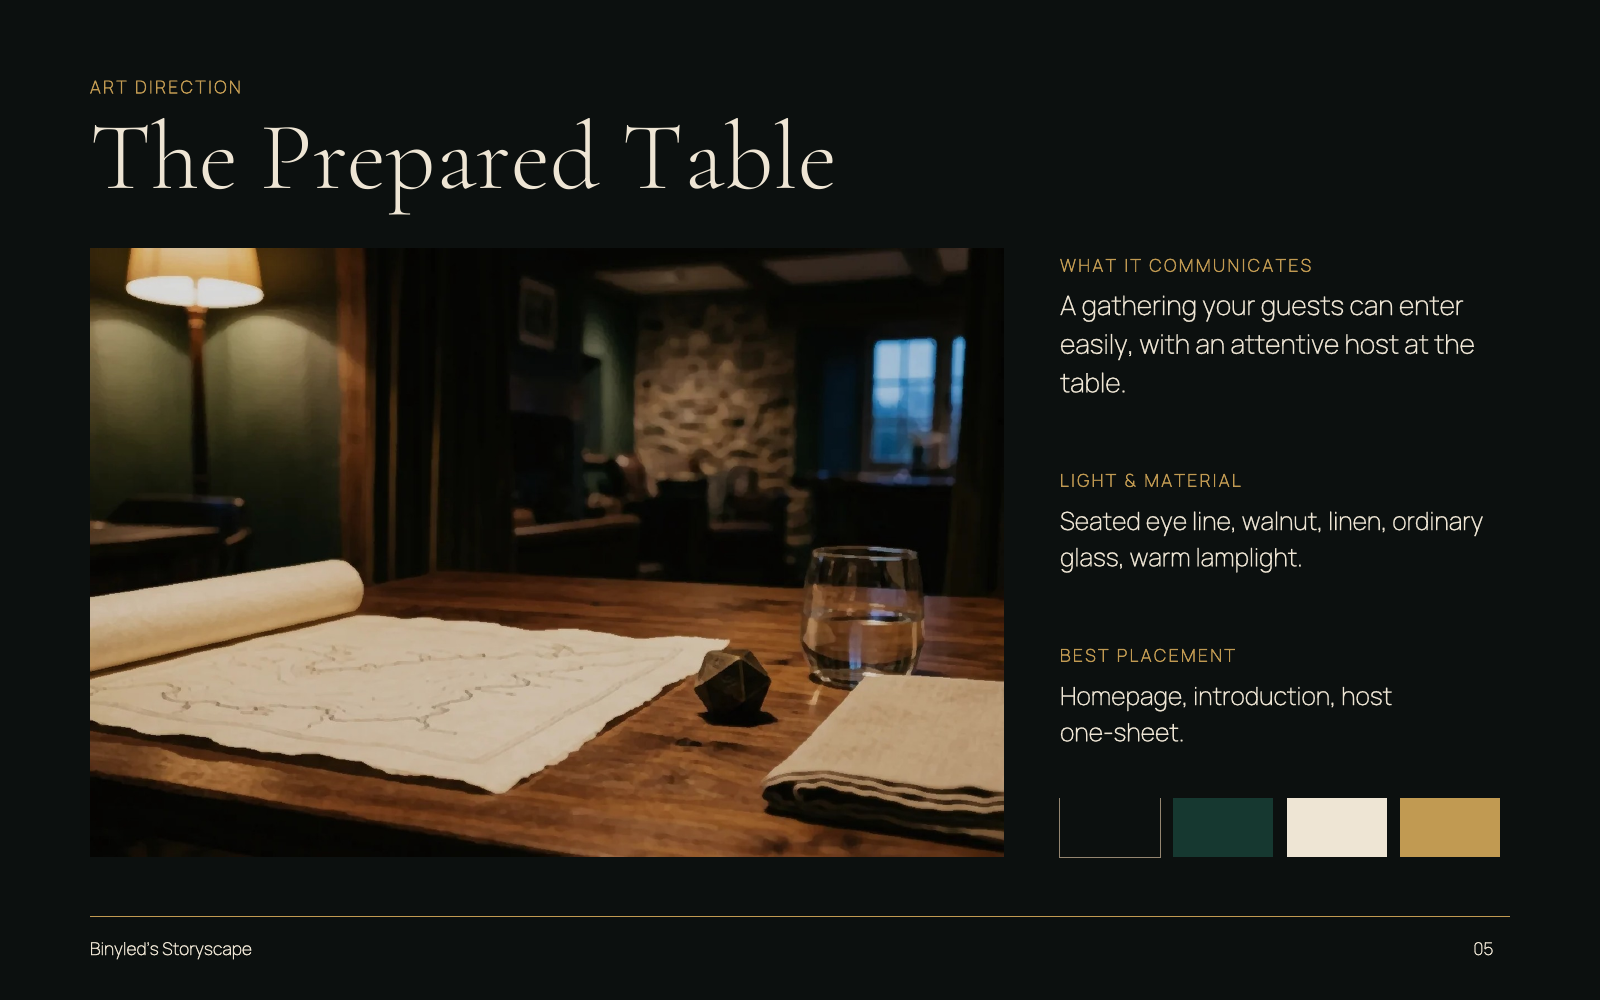 ART DIRECTION
The Prepared Table
WHAT IT COMMUNICATES
A gathering your guests can enter
easily, with an attentive host at the
table.
LIGHT & MATERIAL
Seated eye line, walnut, linen, ordinary
glass, warm lamplight.
BEST PLACEMENT
Homepage, introduction, host
one-sheet.
Binyled's Storyscape
05